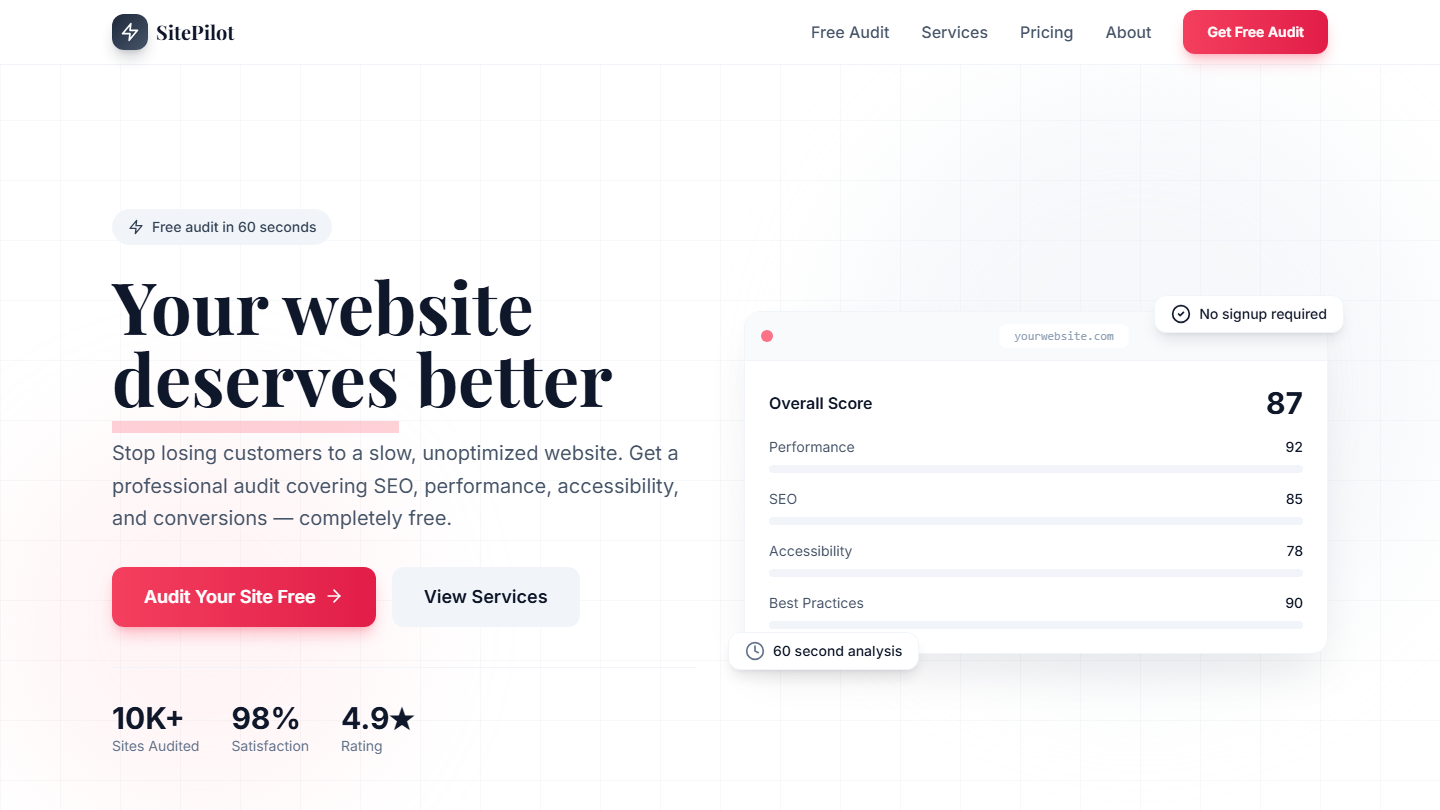 SitePilot
Free Audit
Services
Pricing
About
Get Free Audit
Free audit in 60 seconds
Your website
deserves better
Stop losing customers to a slow, unoptimized website. Get a
professional audit covering SEO, performance, accessibility,
and conversions — completely free.
Audit Your Site Free →
View Services
10K+
Sites Audited
98%
Satisfaction
4.9★
Rating
No signup required
yourwebsite.com
Overall Score 87
Performance 92
SEO 85
Accessibility 78
Best Practices 90
60 second analysis